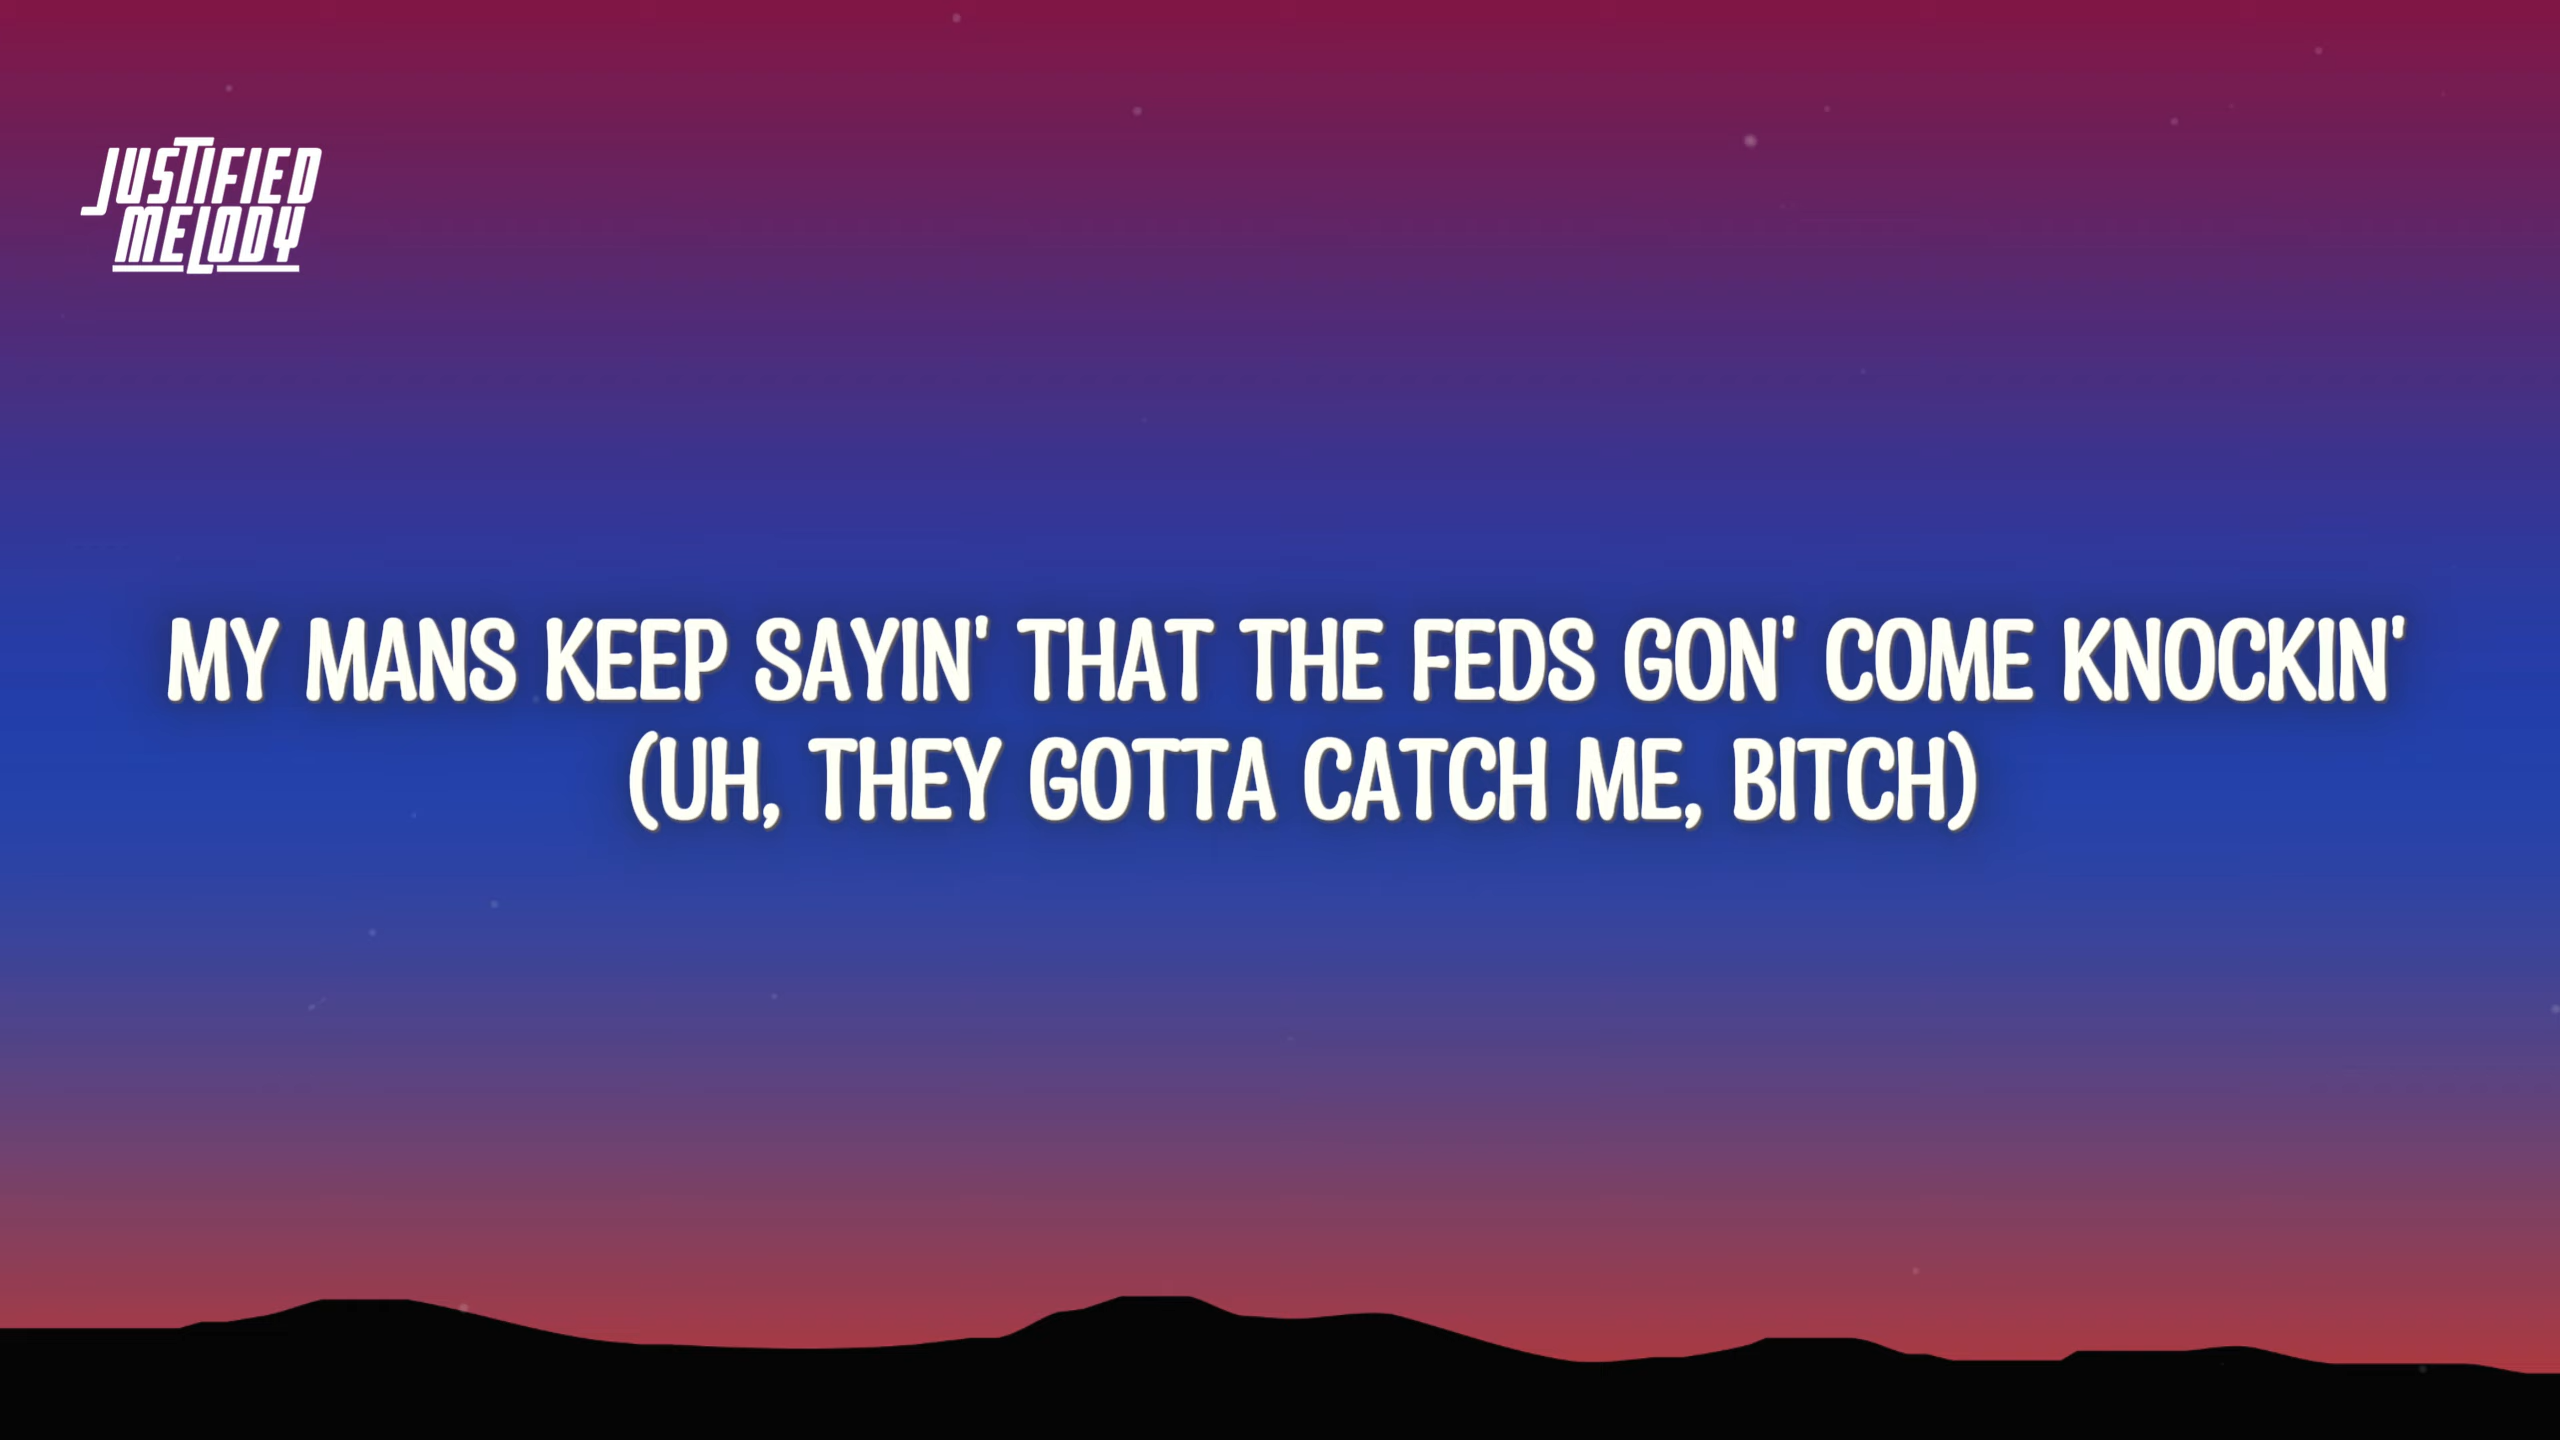 JUSTIFIED
MELODY
MY MANS KEEP SAYIN' THAT THE FEDS GON' COME KNOCKIN'
(UH, THEY GOTTA CATCH ME, BITCH)